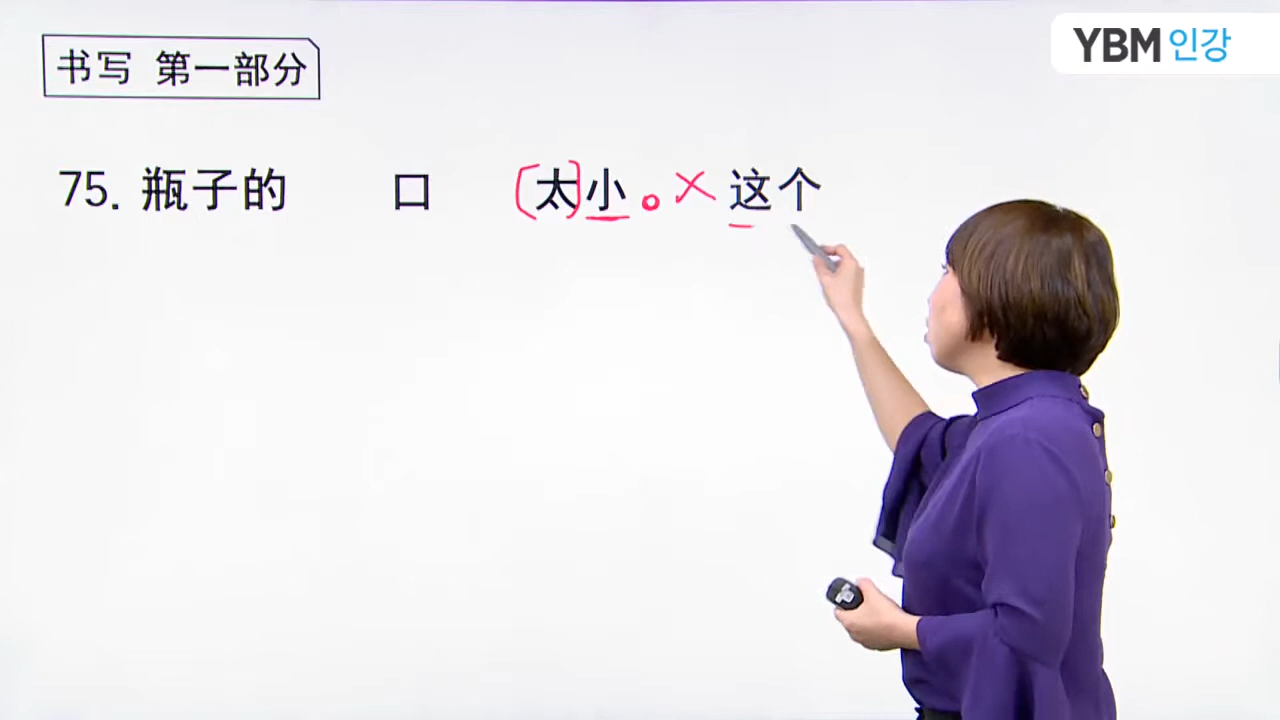 YBM 인강
书写 第一部分
75. 瓶子的 口 (太)小。× 这个